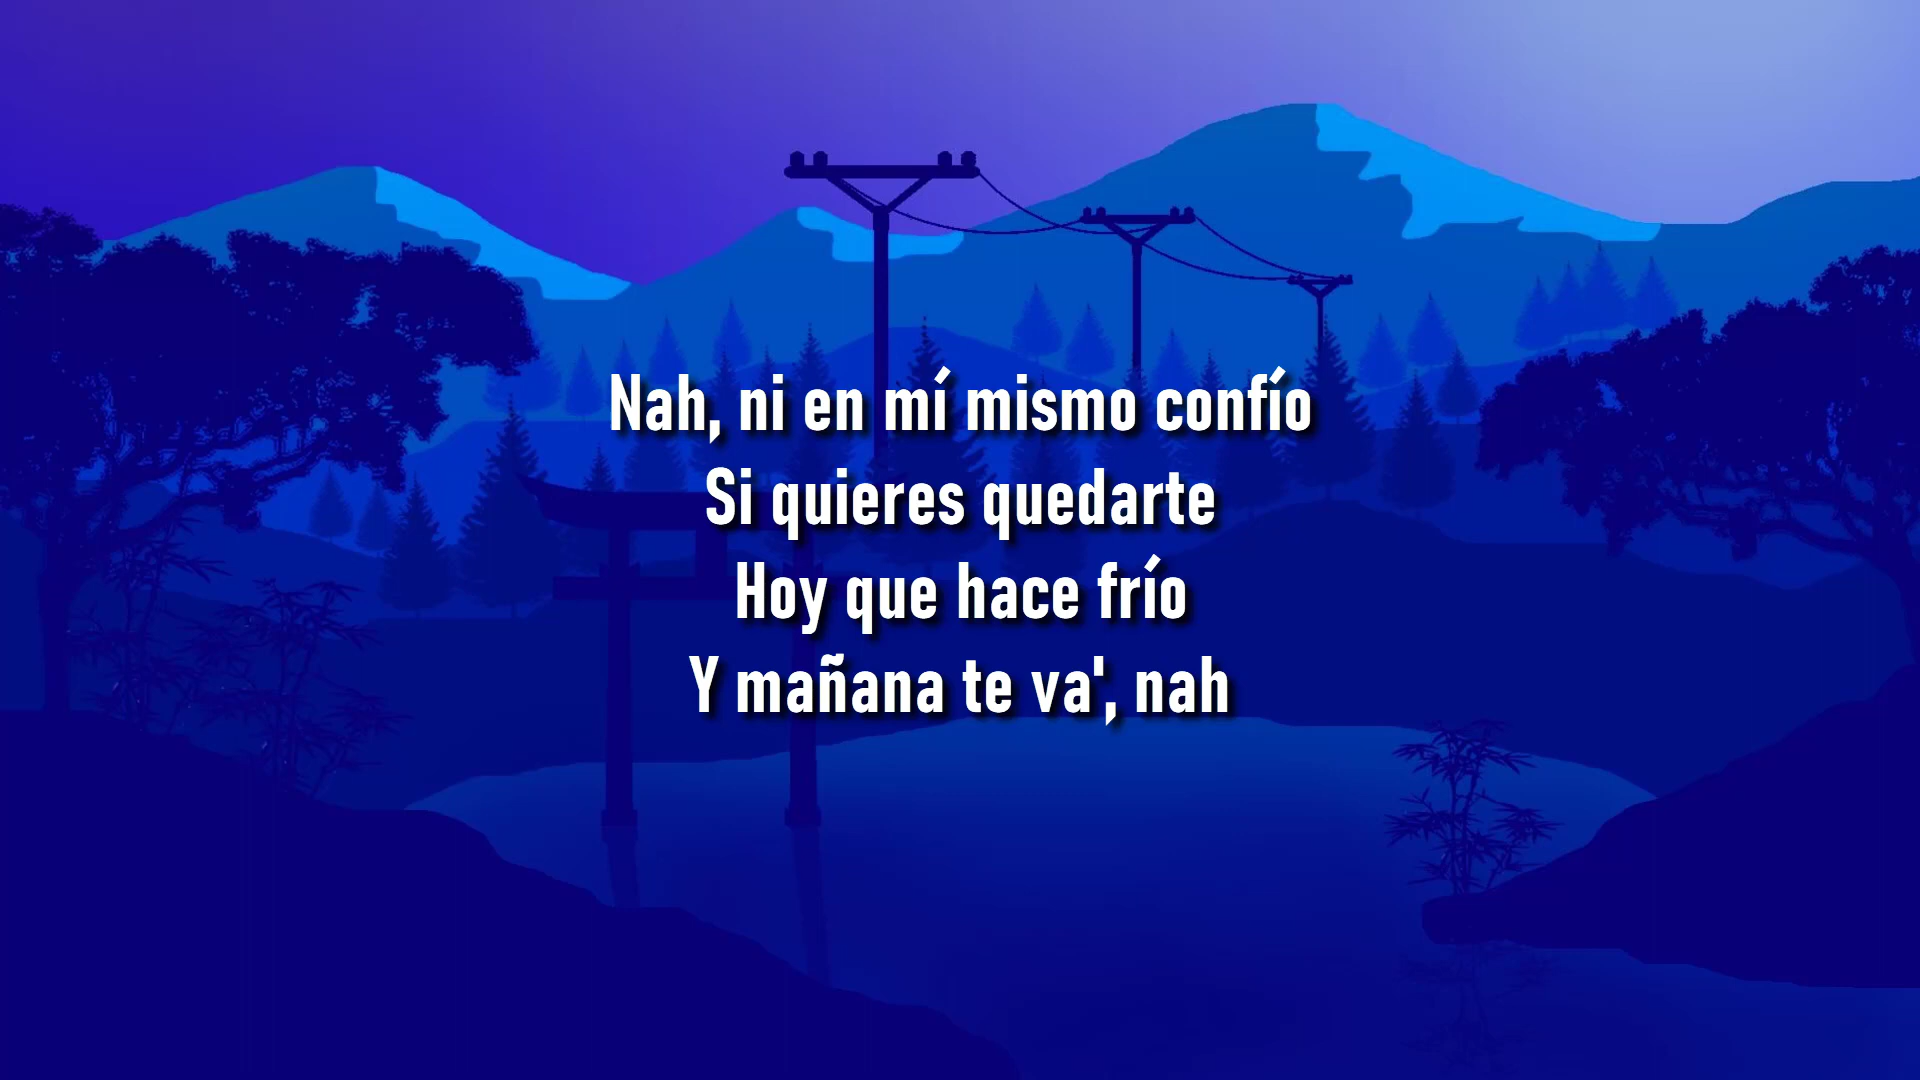 Nah, ni en mí mismo confío
Si quieres quedarte
Hoy que hace frío
Y mañana te va', nah